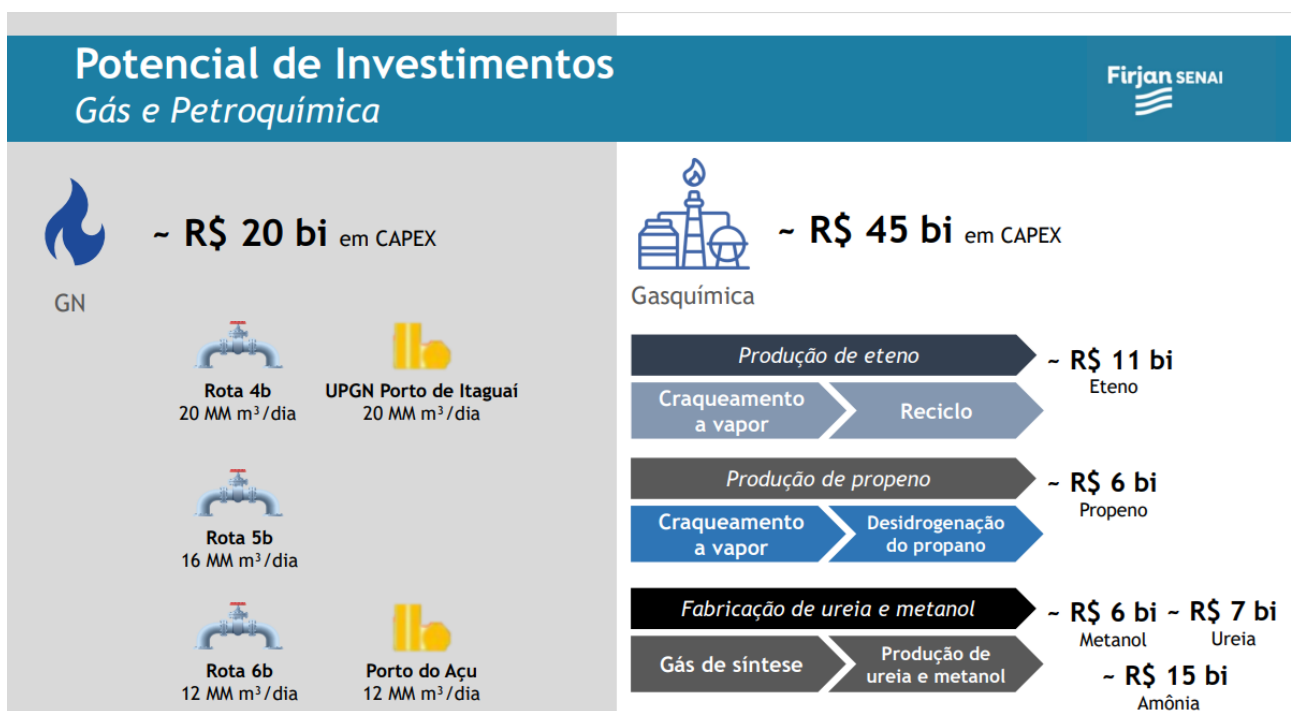 Potencial de Investimentos
Gás e Petroquímica
Firjan SENAI
~ R$ 20 bi em CAPEX
GN
Rota 4b
20 MM m³/dia
UPGN Porto de Itaguaí
20 MM m³/dia
Rota 5b
16 MM m³/dia
Rota 6b
12 MM m³/dia
Porto do Açu
12 MM m³/dia
~ R$ 45 bi em CAPEX
Gasquímica
Produção de eteno
Craqueamento
a vapor
Reciclo
~ R$ 11 bi
Eteno
Produção de propeno
Craqueamento
a vapor
Desidrogenação
do propano
~ R$ 6 bi
Propeno
Fabricação de ureia e metanol
Gás de síntese
Produção de
ureia e metanol
~ R$ 6 bi
Metanol
~ R$ 7 bi
Ureia
~ R$ 15 bi
Amônia